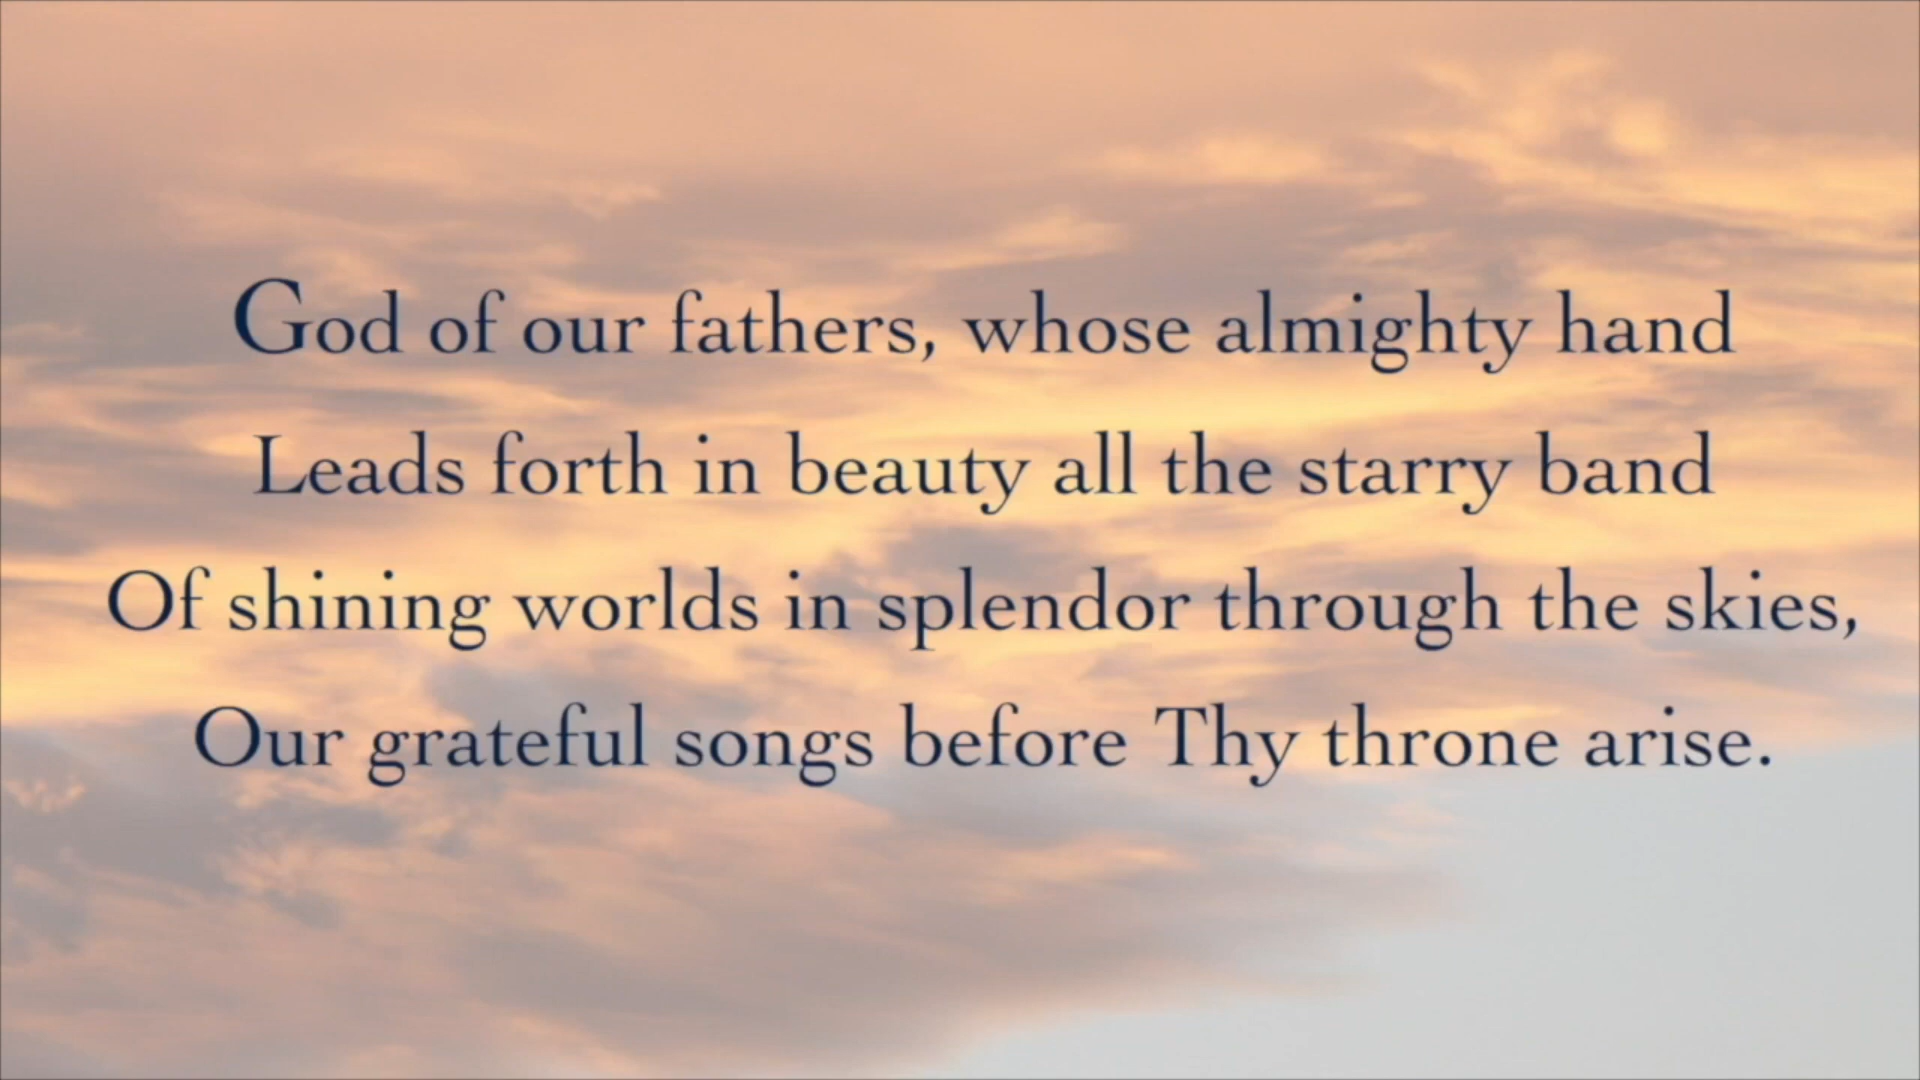 God of our fathers, whose almighty hand
Leads forth in beauty all the starry band
Of shining worlds in splendor through the skies,
Our grateful songs before Thy throne arise.